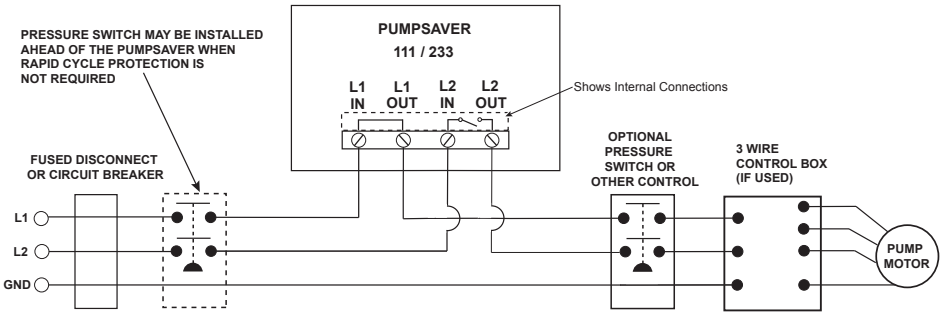 PRESSURE SWITCH MAY BE INSTALLED
AHEAD OF THE PUMPSAVER WHEN
RAPID CYCLE PROTECTION IS
NOT REQUIRED
PUMPSAVER
111 / 233
L1 L1 L2 L2
IN OUT IN OUT
Shows Internal Connections
FUSED DISCONNECT
OR CIRCUIT BREAKER
OPTIONAL
PRESSURE
SWITCH OR
OTHER CONTROL
3 WIRE
CONTROL BOX
(IF USED)
L1
L2
GND
PUMP
MOTOR